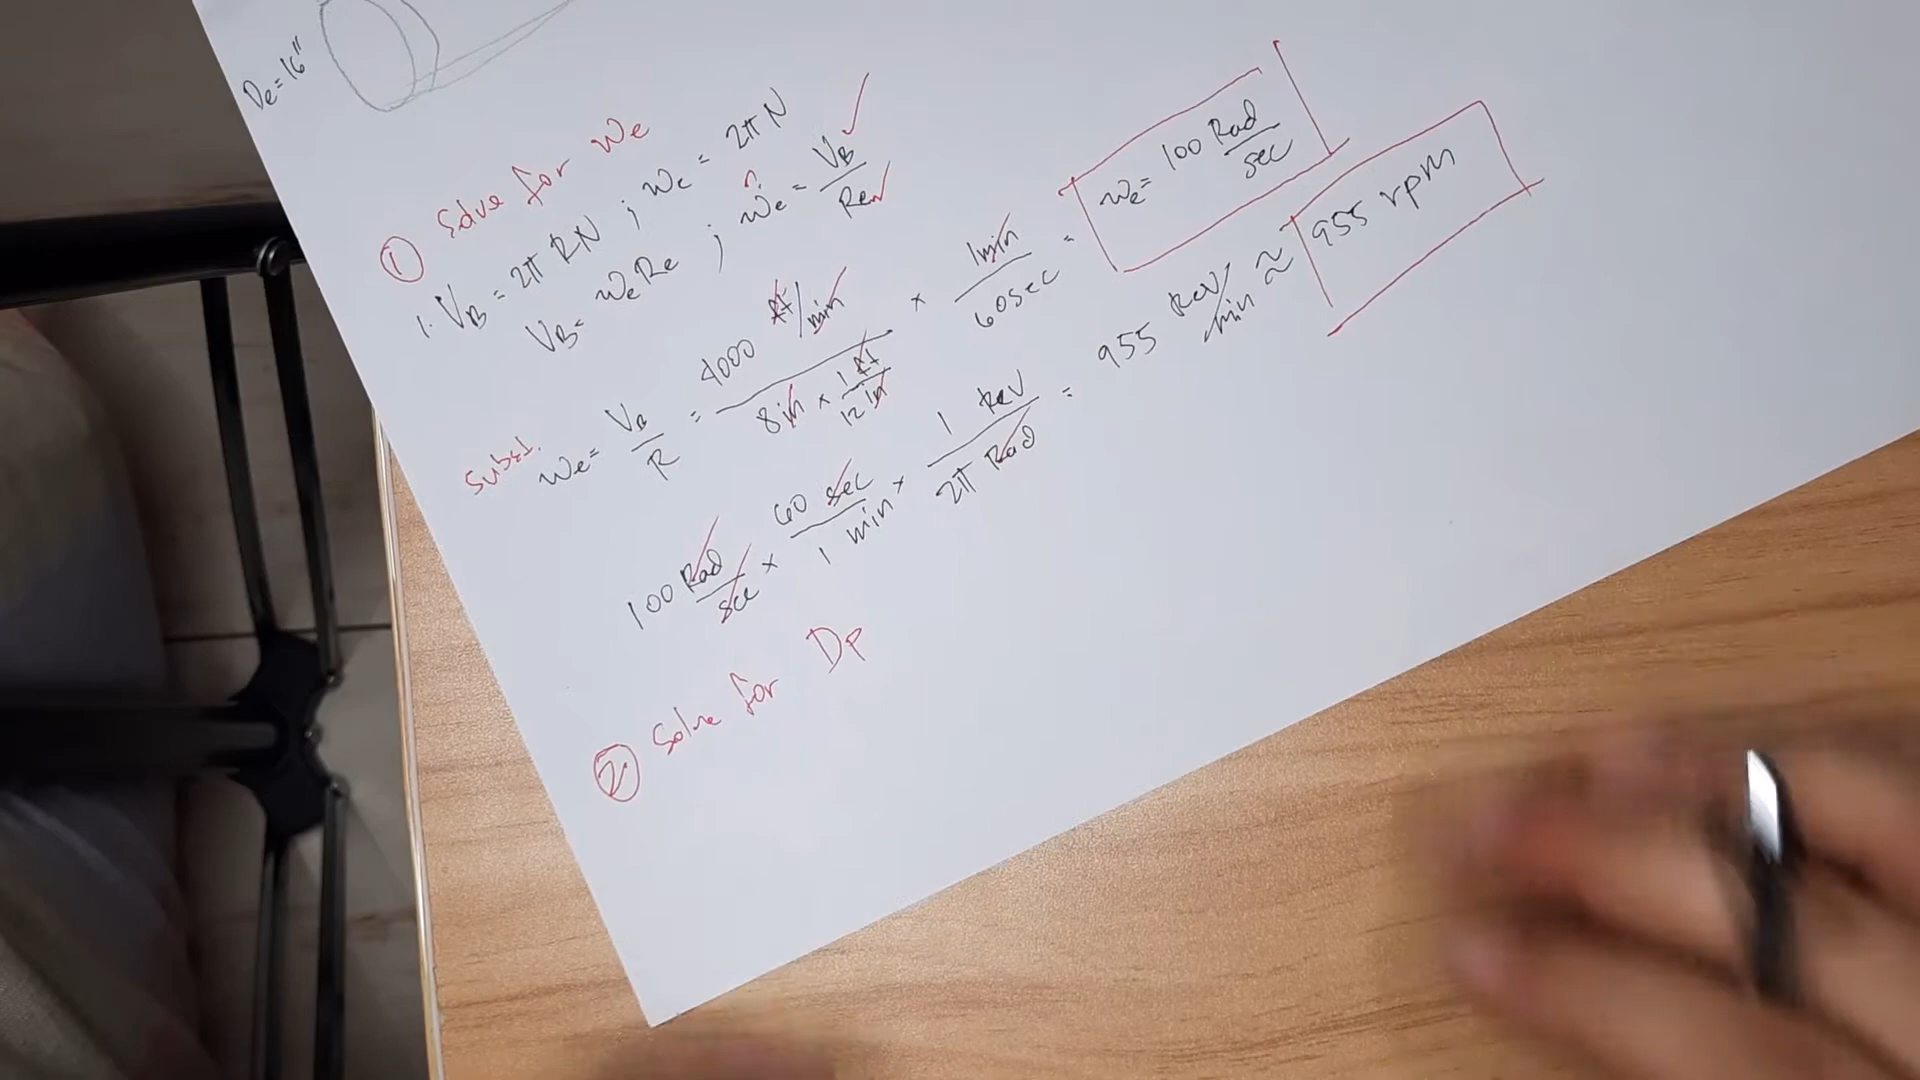 De=16"
① Solve for We
1. VB = 2π RN ; We = 2π N
VB = weRe ; we = VB/Re
Subst. we = VB/R = 4000 ft/min / 8in × 1ft/12in × 1min/60sec = we = 100 Rad/sec
100 Rad/sec × 60 sec/1 min × 1 Rev/2π Rad = 955 Rev/min ≈ 955 rpm
② Solve for Dp